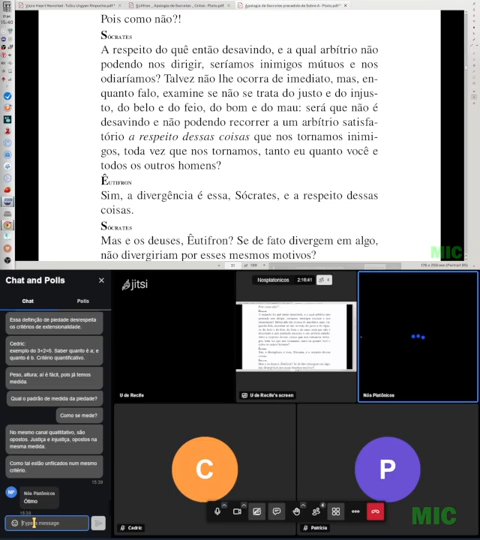 Pois como não?!
SÓCRATES
A respeito do quê então desavindo, e a qual arbítrio não
podendo nos dirigir, seríamos inimigos mútuos e nos
odiaríamos? Talvez não lhe ocorra de imediato, mas, en-
quanto falo, examine se não se trata do justo e do injus-
to, do belo e do feio, do bom e do mau: será que não é
desavindo e não podendo recorrer a um arbítrio satisfa-
tório a respeito dessas coisas que nos tornamos inimi-
gos, toda vez que nos tornamos, tanto eu quanto você e
todos os outros homens?
ÊUTIFRON
Sim, a divergência é essa, Sócrates, e a respeito dessas
coisas.
SÓCRATES
Mas e os deuses, Êutifron? Se de fato divergem em algo,
não divergiriam por esses mesmos motivos?
MIC
Chat and Polls
Chat
Polls
Essa definição de piedade desrespeita
os critérios de extensionalidade.
Cedric:
exemplo do 3+2=5. Saber quanto é a; e
quanto é b. Critério quantificativo.
Peso, altura; aí é fácil, pois já temos
medida
Qual o padrão de medida da piedade?
Como se mede?
No mesmo canal quantitativo, são
opostos. Justiça e injustiça, opostos na
mesma medida.
Como tal estão unificados num mesmo
critério.
NP
Nós Platônicos
Ótimo
Type a message
jitsi
Nósplatônicos
2:18:41
4
U de Recife
U de Recife's screen
Nós Platônicos
C
P
Cedric
Patrícia
MIC